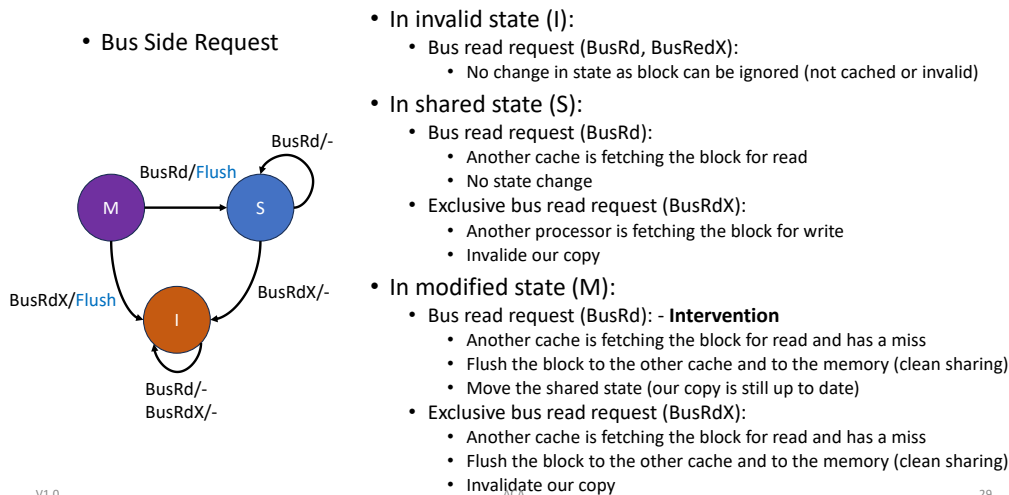 • Bus Side Request
BusRd/-
BusRd/Flush
M
S
BusRdX/Flush
BusRdX/-
I
BusRd/-
BusRdX/-
• In invalid state (I):
• Bus read request (BusRd, BusRedX):
• No change in state as block can be ignored (not cached or invalid)
• In shared state (S):
• Bus read request (BusRd):
• Another cache is fetching the block for read
• No state change
• Exclusive bus read request (BusRdX):
• Another processor is fetching the block for write
• Invalide our copy
• In modified state (M):
• Bus read request (BusRd): - Intervention
• Another cache is fetching the block for read and has a miss
• Flush the block to the other cache and to the memory (clean sharing)
• Move the shared state (our copy is still up to date)
• Exclusive bus read request (BusRdX):
• Another cache is fetching the block for read and has a miss
• Flush the block to the other cache and to the memory (clean sharing)
• Invalidate our copy
V1.0
29